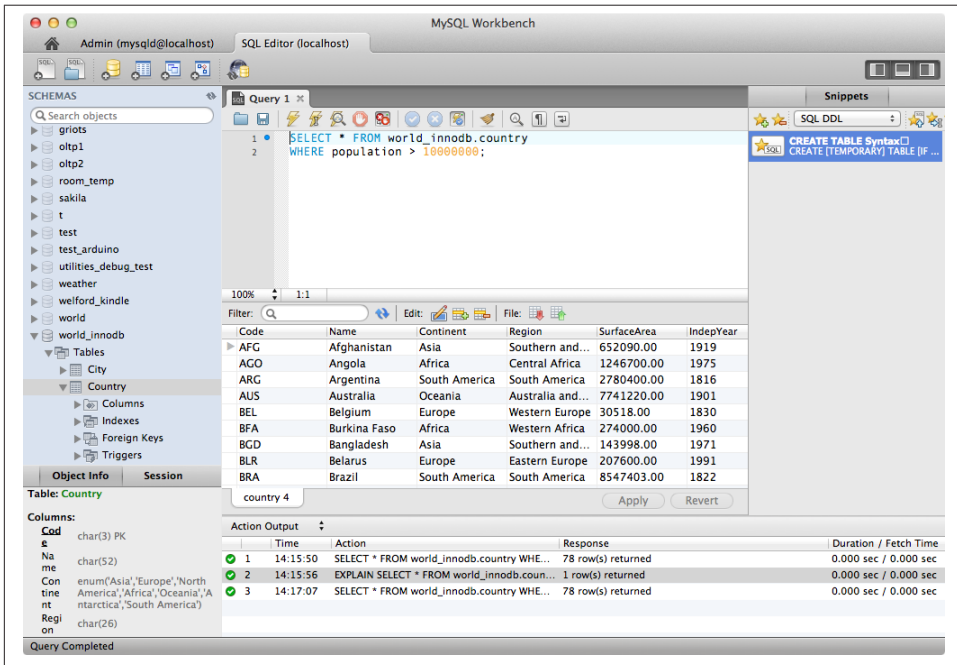 MySQL Workbench
Admin (mysqld@localhost)
SQL Editor (localhost)
SQL
SQL
SCHEMAS
Search objects
griots
oltp1
oltp2
room_temp
sakila
t
test
test_arduino
utilities_debug_test
weather
welford_kindle
world
world_innodb
Tables
City
Country
Columns
Indexes
Foreign Keys
Triggers
Object Info Session
Table: Country
Columns:
Code char(3) PK
Name char(52)
Continent enum('Asia','Europe','North America','Africa','Oceania','Antarctica','South America')
Region char(26)
Query Completed
Query 1
1 SELECT * FROM world_innodb.country
2 WHERE population > 10000000;
100% 1:1
Filter: Edit: File:
Code Name Continent Region SurfaceArea IndepYear
AFG Afghanistan Asia Southern and... 652090.00 1919
AGO Angola Africa Central Africa 1246700.00 1975
ARG Argentina South America South America 2780400.00 1816
AUS Australia Oceania Australia and... 7741220.00 1901
BEL Belgium Europe Western Europe 30518.00 1830
BFA Burkina Faso Africa Western Africa 274000.00 1960
BGD Bangladesh Asia Southern and... 143998.00 1971
BLR Belarus Europe Eastern Europe 207600.00 1991
BRA Brazil South America South America 8547403.00 1822
country 4
Apply Revert
Action Output
Time Action Response Duration / Fetch Time
1 14:15:50 SELECT * FROM world_innodb.country WHE... 78 row(s) returned 0.000 sec / 0.000 sec
2 14:15:56 EXPLAIN SELECT * FROM world_innodb.coun... 1 row(s) returned 0.000 sec / 0.000 sec
3 14:17:07 SELECT * FROM world_innodb.country WHE... 78 row(s) returned 0.000 sec / 0.000 sec
Snippets
SQL DDL
SQL
CREATE TABLE Syntax
CREATE [TEMPORARY] TABLE [IF ...